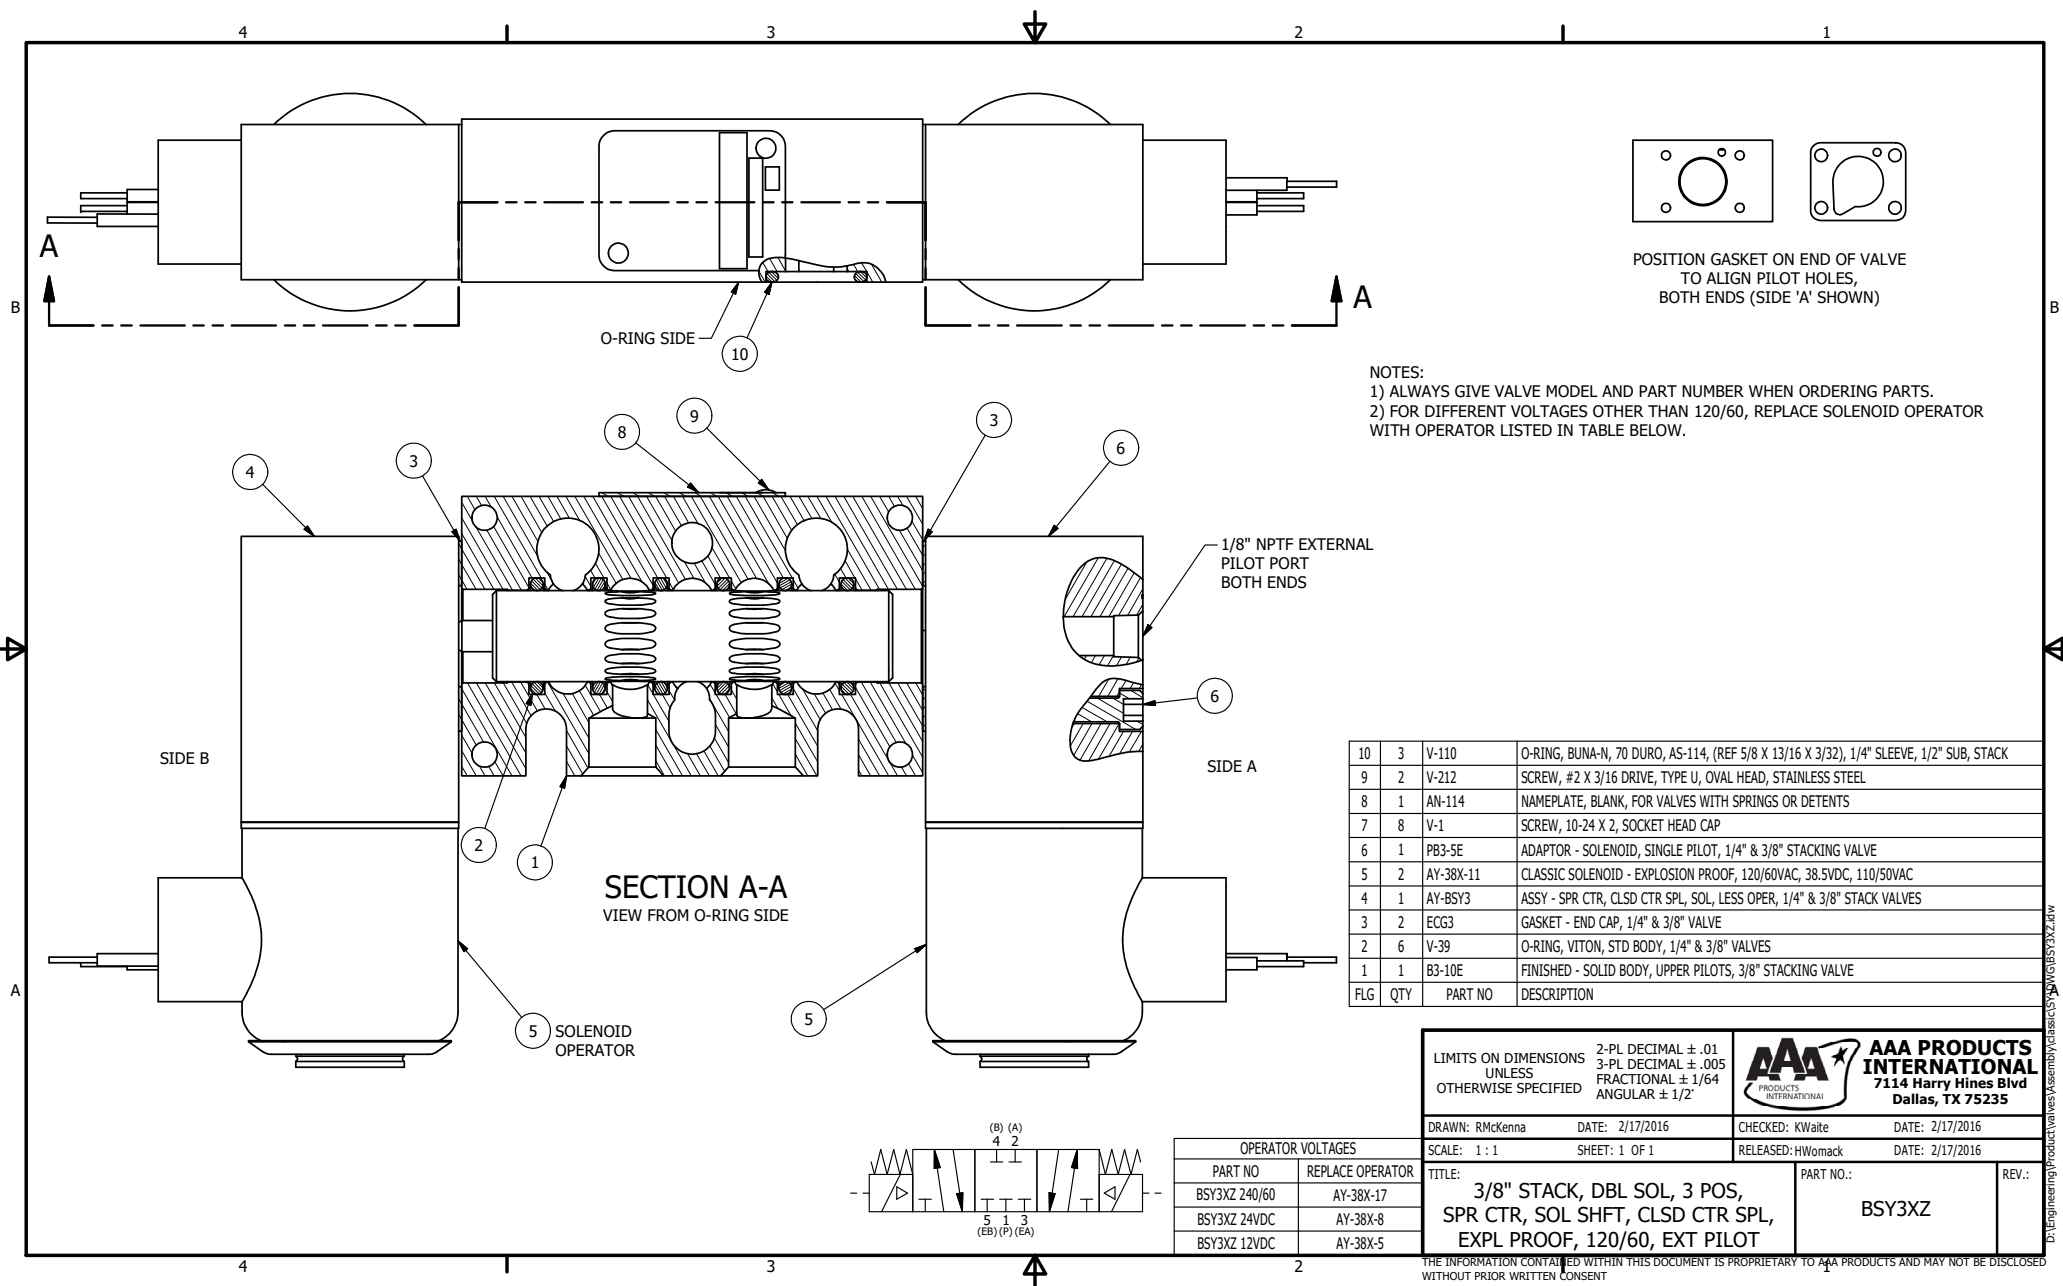 4
3
2
1
A
A
B
B
O-RING SIDE
10
POSITION GASKET ON END OF VALVE
TO ALIGN PILOT HOLES,
BOTH ENDS (SIDE 'A' SHOWN)
NOTES:
1) ALWAYS GIVE VALVE MODEL AND PART NUMBER WHEN ORDERING PARTS.
2) FOR DIFFERENT VOLTAGES OTHER THAN 120/60, REPLACE SOLENOID OPERATOR
WITH OPERATOR LISTED IN TABLE BELOW.
4
3
8
9
3
6
1/8" NPTF EXTERNAL
PILOT PORT
BOTH ENDS
6
SIDE B
SIDE A
2
1
SECTION A-A
VIEW FROM O-RING SIDE
5
SOLENOID
OPERATOR
5
10 3 V-110 O-RING, BUNA-N, 70 DURO, AS-114, (REF 5/8 X 13/16 X 3/32), 1/4" SLEEVE, 1/2" SUB, STACK
9 2 V-212 SCREW, #2 X 3/16 DRIVE, TYPE U, OVAL HEAD, STAINLESS STEEL
8 1 AN-114 NAMEPLATE, BLANK, FOR VALVES WITH SPRINGS OR DETENTS
7 8 V-1 SCREW, 10-24 X 2, SOCKET HEAD CAP
6 1 PB3-5E ADAPTOR - SOLENOID, SINGLE PILOT, 1/4" & 3/8" STACKING VALVE
5 2 AY-38X-11 CLASSIC SOLENOID - EXPLOSION PROOF, 120/60VAC, 38.5VDC, 110/50VAC
4 1 AY-BSY3 ASSY - SPR CTR, CLSD CTR SPL, SOL, LESS OPER, 1/4" & 3/8" STACK VALVES
3 2 ECG3 GASKET - END CAP, 1/4" & 3/8" VALVE
2 6 V-39 O-RING, VITON, STD BODY, 1/4" & 3/8" VALVES
1 1 B3-10E FINISHED - SOLID BODY, UPPER PILOTS, 3/8" STACKING VALVE
FLG QTY PART NO DESCRIPTION
A
A
D:\Engineering\Product\valves\Assembly\classic\SY\DWG\BSY3XZ.idw
LIMITS ON DIMENSIONS
UNLESS
OTHERWISE SPECIFIED
2-PL DECIMAL ± .01
3-PL DECIMAL ± .005
FRACTIONAL ± 1/64
ANGULAR ± 1/2°
AAA
PRODUCTS
INTERNATIONAL
AAA PRODUCTS
INTERNATIONAL
7114 Harry Hines Blvd
Dallas, TX 75235
DRAWN: RMcKenna DATE: 2/17/2016 CHECKED: KWaite DATE: 2/17/2016
SCALE: 1 : 1 SHEET: 1 OF 1 RELEASED: HWomack DATE: 2/17/2016
TITLE:
3/8" STACK, DBL SOL, 3 POS,
SPR CTR, SOL SHFT, CLSD CTR SPL,
EXPL PROOF, 120/60, EXT PILOT
PART NO.:
BSY3XZ
REV.:
(B) (A)
4 2
5 1 3
(EB) (P) (EA)
OPERATOR VOLTAGES
PART NO REPLACE OPERATOR
BSY3XZ 240/60 AY-38X-17
BSY3XZ 24VDC AY-38X-8
BSY3XZ 12VDC AY-38X-5
THE INFORMATION CONTAINED WITHIN THIS DOCUMENT IS PROPRIETARY TO AAA PRODUCTS AND MAY NOT BE DISCLOSED
WITHOUT PRIOR WRITTEN CONSENT
4
3
2
1